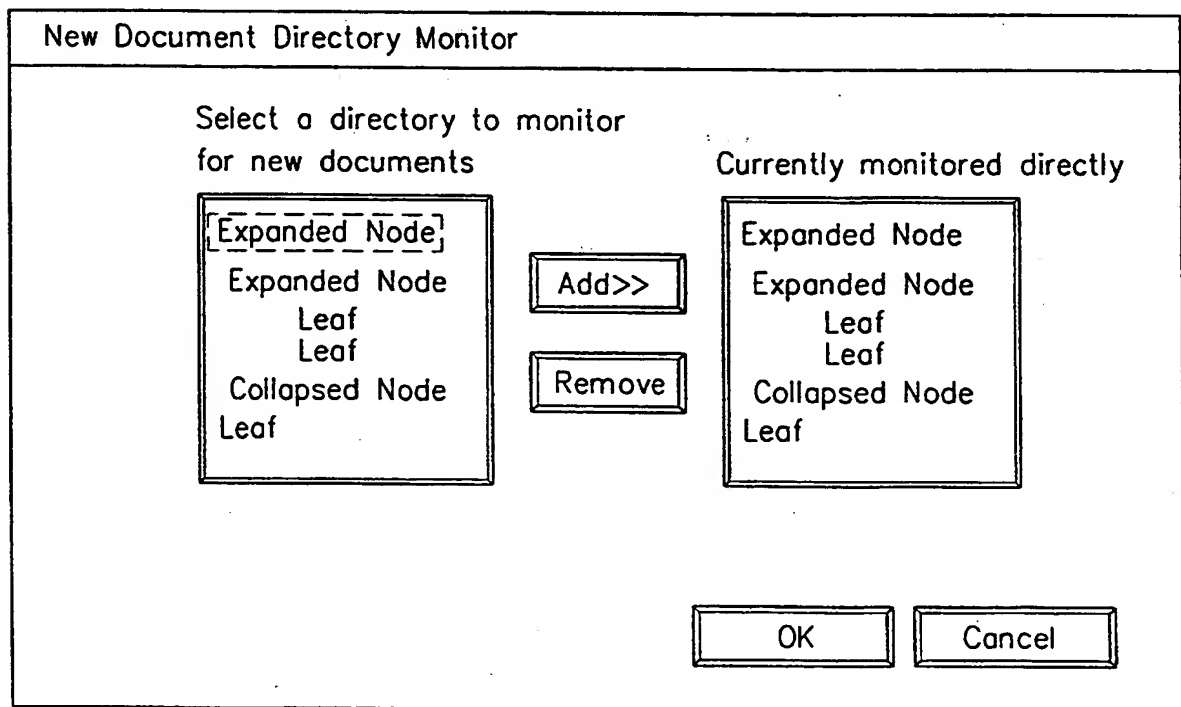 New Document Directory Monitor
Select a directory to monitor
for new documents
Currently monitored directly
Expanded Node
Expanded Node
Leaf
Leaf
Collapsed Node
Leaf
Add>>
Remove
Expanded Node
Expanded Node
Leaf
Leaf
Collapsed Node
Leaf
OK
Cancel